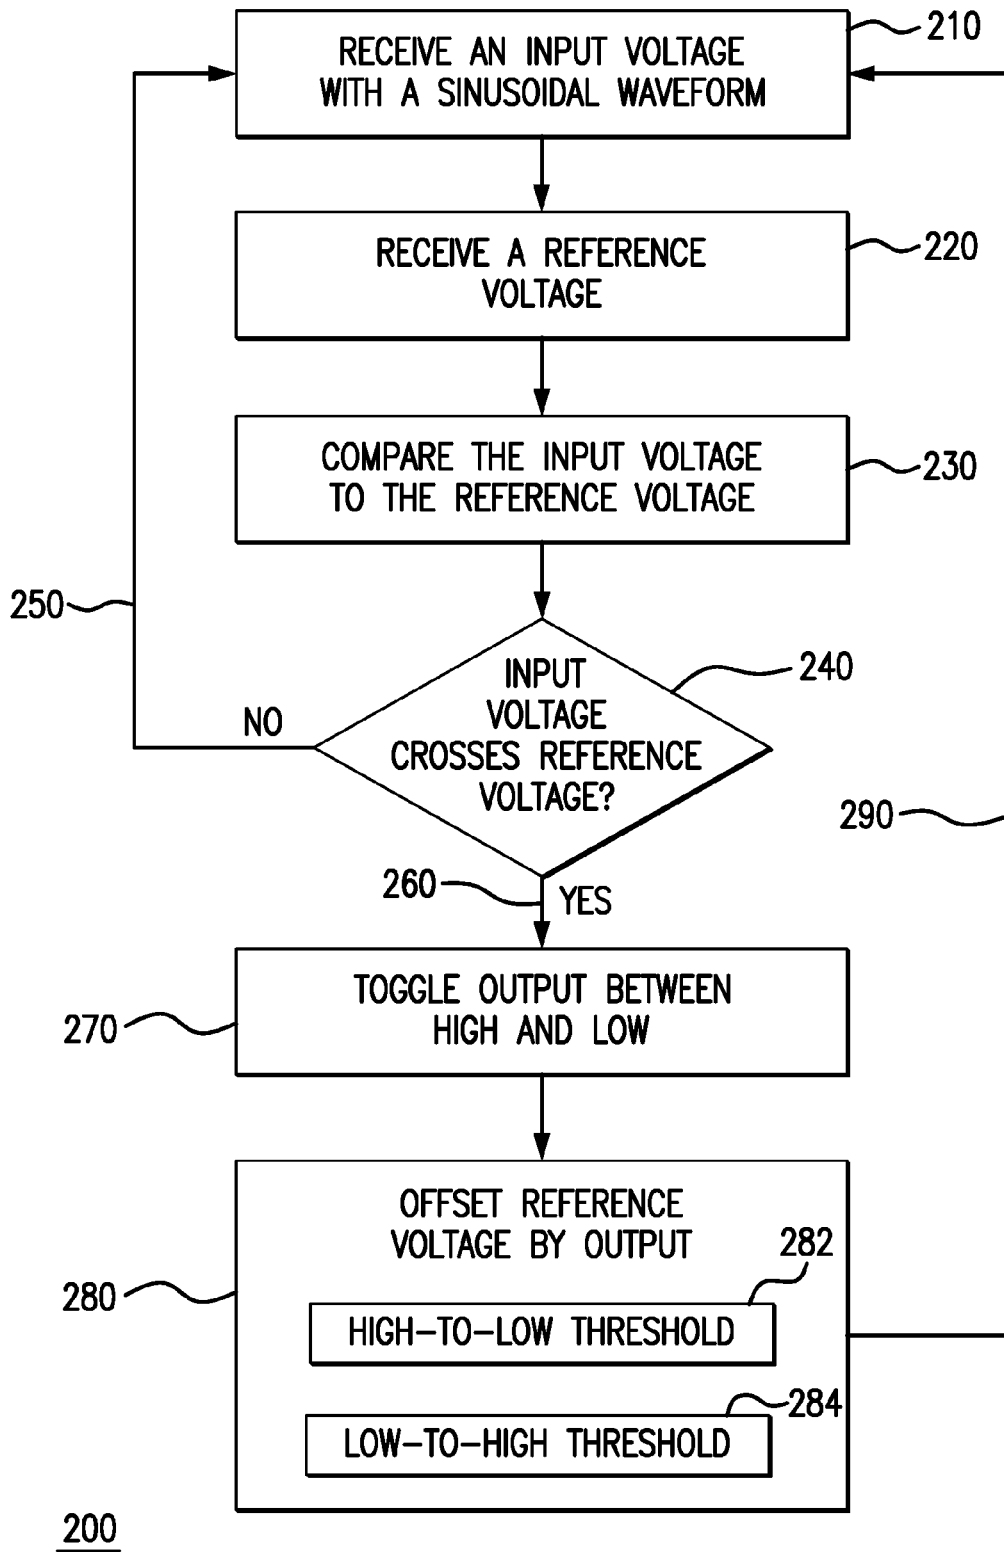 210
RECEIVE AN INPUT VOLTAGE
WITH A SINUSOIDAL WAVEFORM
RECEIVE A REFERENCE
VOLTAGE
220
COMPARE THE INPUT VOLTAGE
TO THE REFERENCE VOLTAGE
230
250
INPUT
VOLTAGE
CROSSES REFERENCE
VOLTAGE?
240
NO
290
260
YES
TOGGLE OUTPUT BETWEEN
HIGH AND LOW
270
OFFSET REFERENCE
VOLTAGE BY OUTPUT
282
280
HIGH-TO-LOW THRESHOLD
284
LOW-TO-HIGH THRESHOLD
200